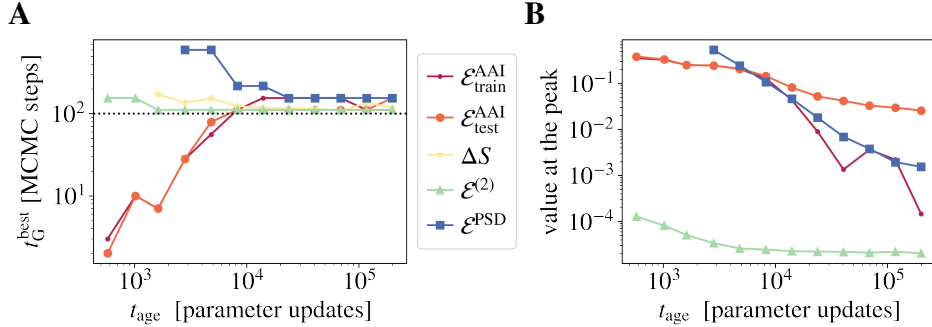 A
B
t_G^best [MCMC steps]
10^2
10^1
10^3
10^4
10^5
t_age [parameter updates]
ℰ_train^AAI
ℰ_test^AAI
ΔS
ℰ^(2)
ℰ^PSD
value at the peak
10^−1
10^−2
10^−3
10^−4
10^3
10^4
10^5
t_age [parameter updates]